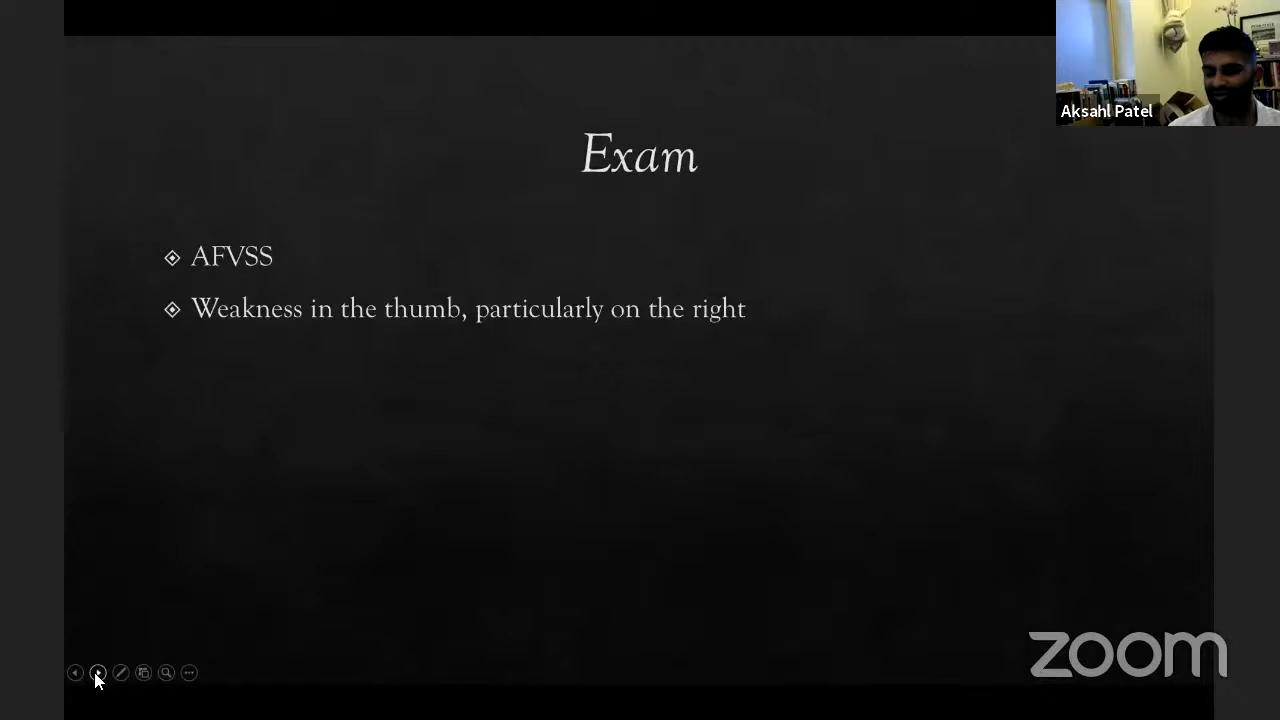 Aksahl Patel
Exam
AFVSS
Weakness in the thumb, particularly on the right
zoom